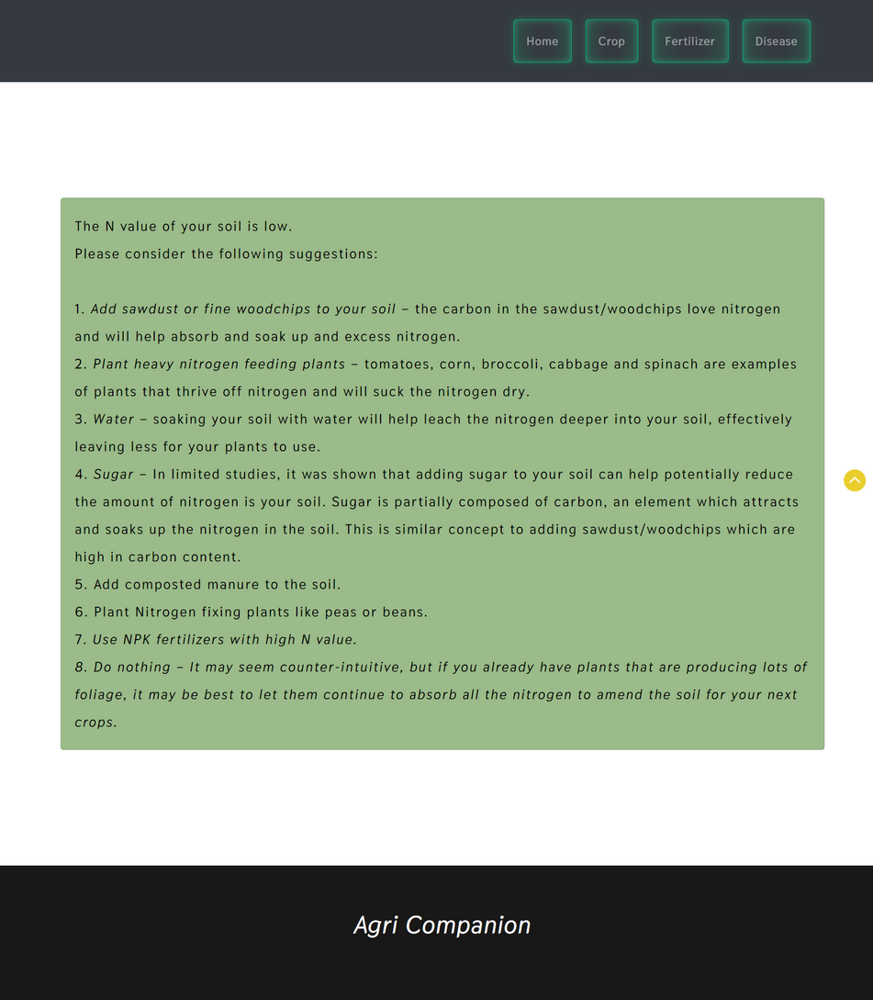 Home Crop Fertilizer Disease
The N value of your soil is low.
Please consider the following suggestions:
1. Add sawdust or fine woodchips to your soil – the carbon in the sawdust/woodchips love nitrogen
and will help absorb and soak up and excess nitrogen.
2. Plant heavy nitrogen feeding plants – tomatoes, corn, broccoli, cabbage and spinach are examples
of plants that thrive off nitrogen and will suck the nitrogen dry.
3. Water – soaking your soil with water will help leach the nitrogen deeper into your soil, effectively
leaving less for your plants to use.
4. Sugar – In limited studies, it was shown that adding sugar to your soil can help potentially reduce
the amount of nitrogen is your soil. Sugar is partially composed of carbon, an element which attracts
and soaks up the nitrogen in the soil. This is similar concept to adding sawdust/woodchips which are
high in carbon content.
5. Add composted manure to the soil.
6. Plant Nitrogen fixing plants like peas or beans.
7. Use NPK fertilizers with high N value.
8. Do nothing – It may seem counter-intuitive, but if you already have plants that are producing lots of
foliage, it may be best to let them continue to absorb all the nitrogen to amend the soil for your next
crops.
Agri Companion